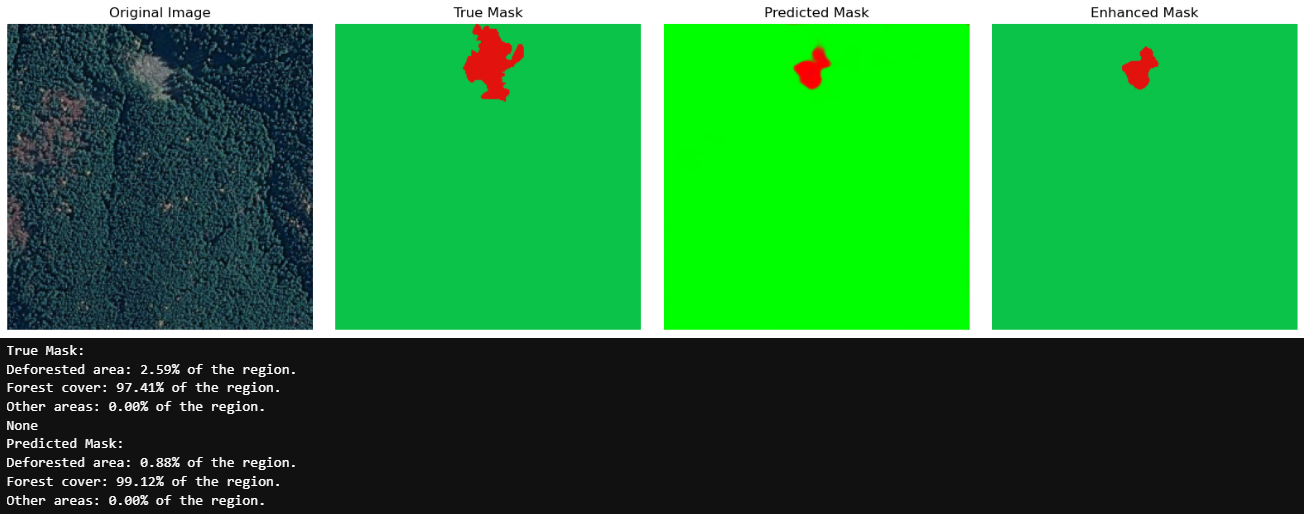 Original Image
True Mask
Predicted Mask
Enhanced Mask
True Mask:
Deforested area: 2.59% of the region.
Forest cover: 97.41% of the region.
Other areas: 0.00% of the region.
None
Predicted Mask:
Deforested area: 0.88% of the region.
Forest cover: 99.12% of the region.
Other areas: 0.00% of the region.